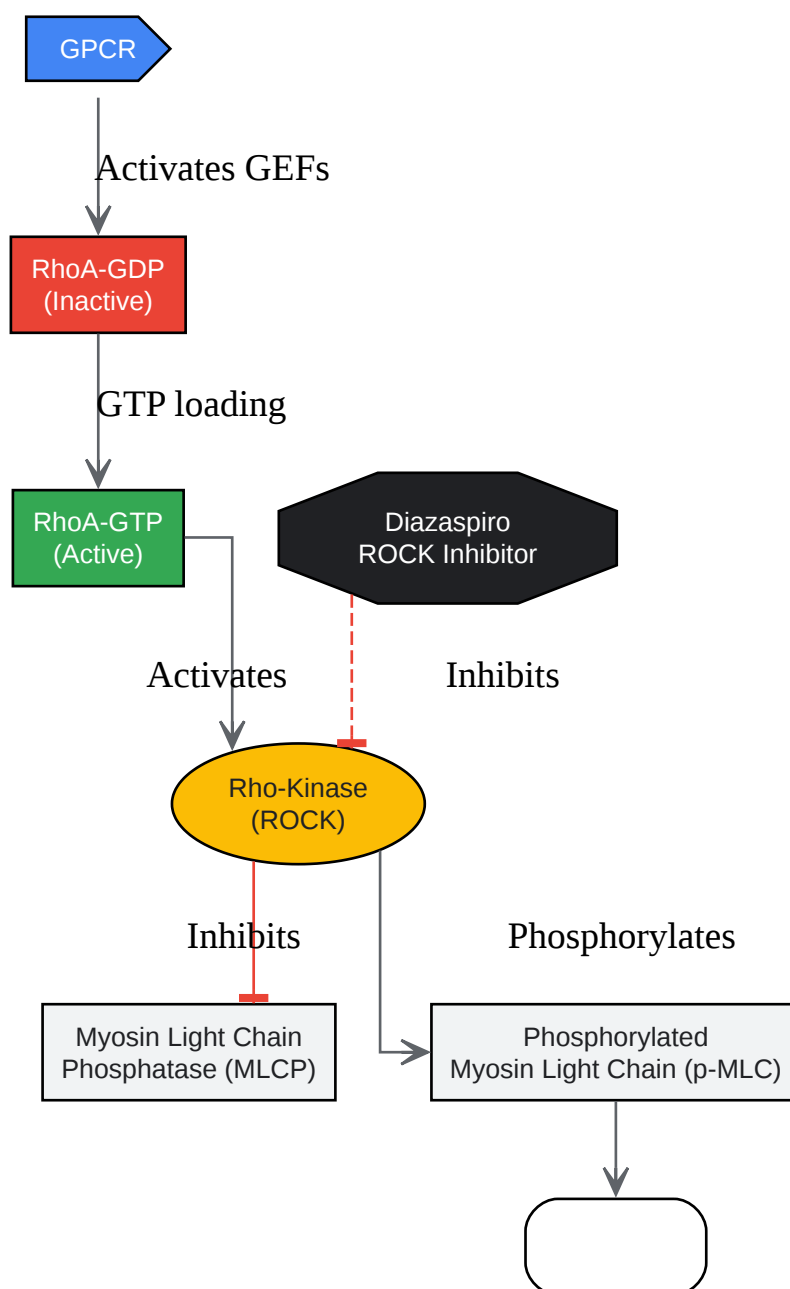 GPCR
Activates GEFs
RhoA-GDP
(Inactive)
GTP loading
RhoA-GTP
(Active)
Diazaspiro
ROCK Inhibitor
Activates
Inhibits
Rho-Kinase
(ROCK)
Inhibits
Phosphorylates
Myosin Light Chain
Phosphatase (MLCP)
Phosphorylated
Myosin Light Chain (p-MLC)